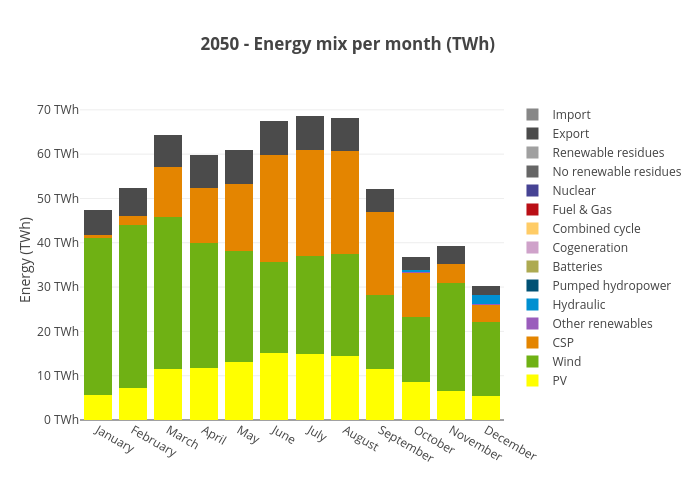 2050 - Energy mix per month (TWh)
70 TWh
60 TWh
50 TWh
40 TWh
30 TWh
20 TWh
10 TWh
0 TWh
Energy (TWh)
January
February
March
April
May
June
July
August
September
October
November
December
Import
Export
Renewable residues
No renewable residues
Nuclear
Fuel & Gas
Combined cycle
Cogeneration
Batteries
Pumped hydropower
Hydraulic
Other renewables
CSP
Wind
PV